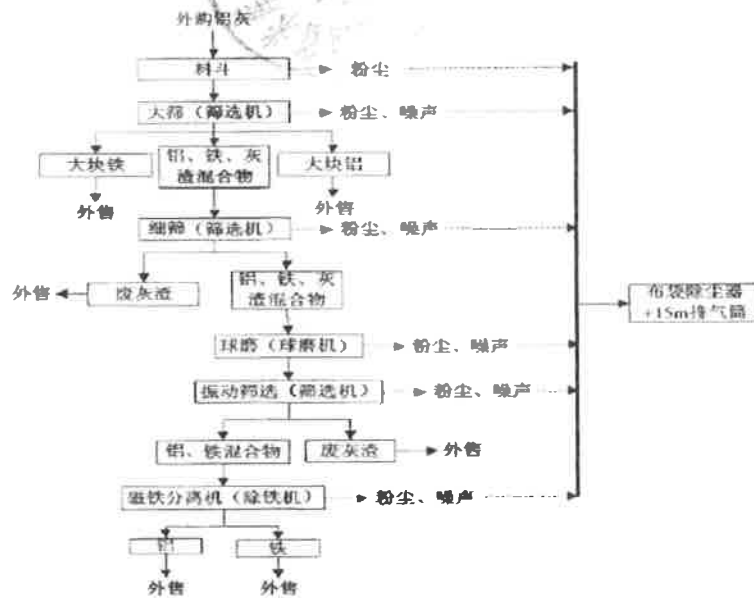 外购铝灰
料斗
粉尘
大筛（筛选机）
粉尘、噪声
大块铁
铝、铁、灰
渣混合物
大块铝
外售
外售
细筛（筛选机）
粉尘、噪声
外售
废灰渣
铝、铁、灰
渣混合物
布袋除尘器
+15m排气筒
球磨（球磨机）
粉尘、噪声
振动筛选（筛选机）
粉尘、噪声
铝、铁混合物
废灰渣
外售
磁铁分离机（除铁机）
粉尘、噪声
铝
铁
外售
外售